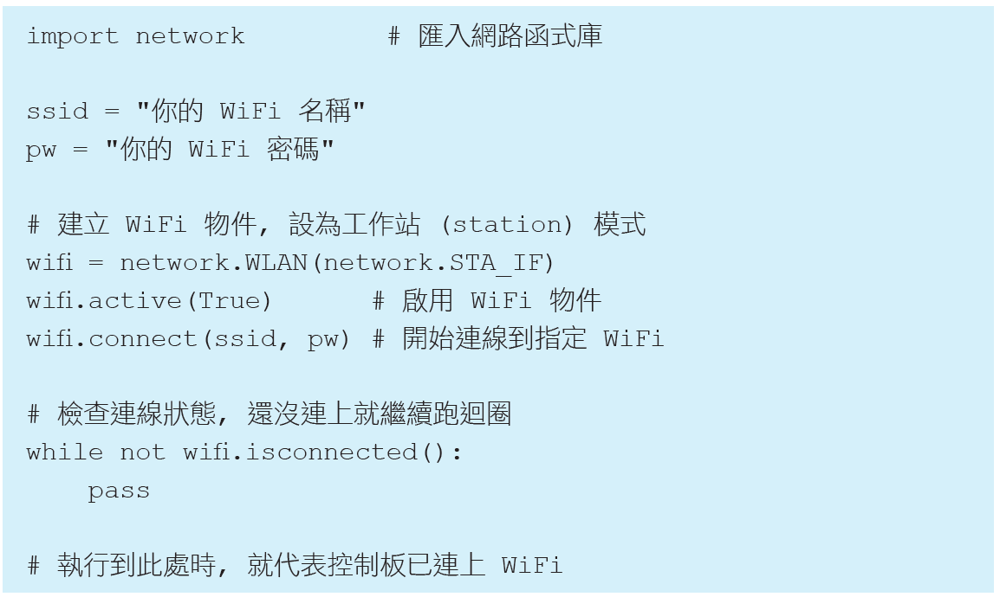 import network         # 匯入網路函式庫

ssid = "你的 WiFi 名稱"
pw = "你的 WiFi 密碼"

# 建立 WiFi 物件, 設為工作站 (station) 模式
wifi = network.WLAN(network.STA_IF)
wifi.active(True)      # 啟用 WiFi 物件
wifi.connect(ssid, pw) # 開始連線到指定 WiFi

# 檢查連線狀態, 還沒連上就繼續跑迴圈
while not wifi.isconnected():
    pass

# 執行到此處時, 就代表控制板已連上 WiFi